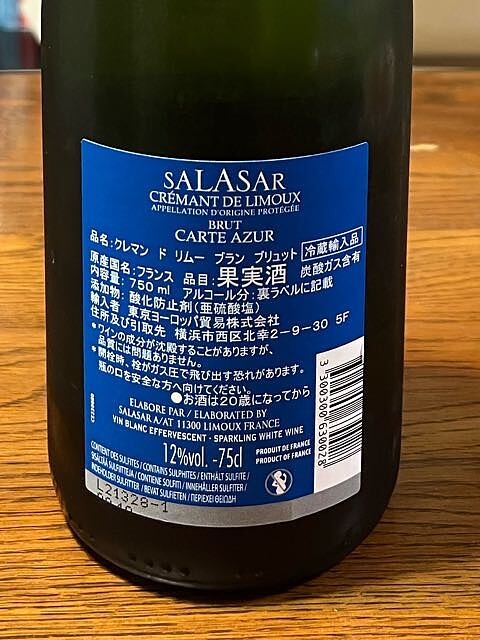 SALASAR
CRÉMANT DE LIMOUX
APPELLATION D'ORIGINE PROTÉGÉE
BRUT
CARTE AZUR
品名:クレマン ド リムー ブラン ブリュット 冷蔵輸入品
原産国名:フランス 品目:果実酒 炭酸ガス含有
内容量:750ml アルコール分:裏ラベルに記載
添加物:酸化防止剤(亜硫酸塩)
輸入者 東京ヨーロッパ貿易株式会社
住所及び引取先 横浜市西区北幸2-9-30 5F
*ワインの成分が沈殿することがありますが、
品質には問題ありません。
*開栓時、栓がガス圧で飛び出す恐れがあります。
瓶の口を安全な方へ向けてください。
●お酒は20歳になってから
ELABORE PAR / ELABORATED BY
SALASAR A/AT 11300 LIMOUX FRANCE
VIN BLANC EFFERVESCENT - SPARKLING WHITE WINE
12%vol. -75cl
PRODUIT DE FRANCE
PRODUCT OF FRANCE
CONTIENT DES SULFITES / CONTAINS SULPHITES / ENTHÄLT SULFITE /
SISÄLTÄÄ SULFIITTEJA / CONTIENE SOLFITI / INNEHÅLLER SULFITER /
INDEHOLDER SULFITTER / BEVAT SULFIETEN / ΠΕΡΙΕΧΕΙ ΘΕΙΩΔΗ
L21328-1
3 300300 630028